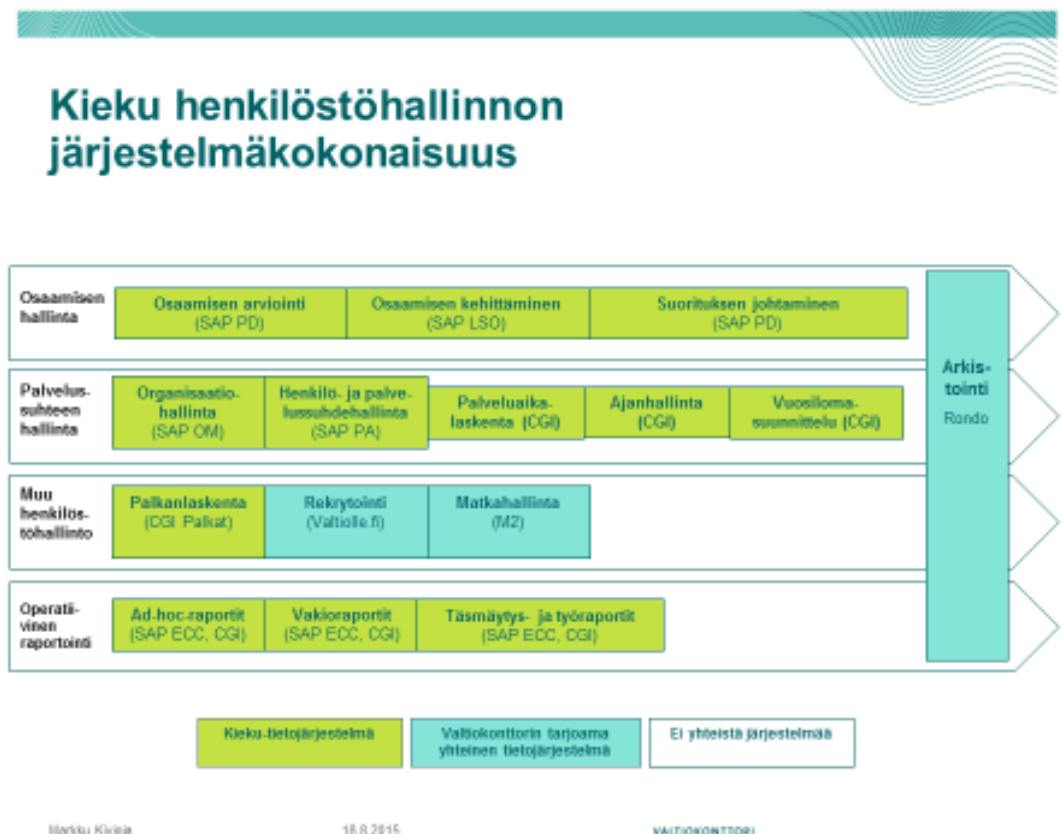 Kieku henkilöstöhallinnon
järjestelmäkokonaisuus
Osaamisen
hallinta
Osaamisen arviointi
(SAP PD)
Osaamisen kehittäminen
(SAP LSO)
Suorituksen johtaminen
(SAP PD)
Arkis-
tointi
Rondo
Palvelus-
suhteen
hallinta
Organisaatio-
hallinta
(SAP OM)
Henkilö- ja palve-
lussuhdehallinta
(SAP PA)
Palveluaika-
laskenta (CGI)
Ajanhallinta
(CGI)
Vuosiloma-
suunnittelu (CGI)
Muu
henkilös-
töhallinto
Palkanlaskenta
(CGI Palkat)
Rekrytointi
(Valtiolle.fi)
Matkahallinta
(M2)
Operatii-
vinen
raportointi
Ad-hoc-raportit
(SAP ECC, CGI)
Vakioraportit
(SAP ECC, CGI)
Täsmäytys- ja työraportit
(SAP ECC, CGI)
Kieku-tietojärjestelmä
Valtiokonttorin tarjoama
yhteinen tietojärjestelmä
Ei yhteistä järjestelmää
Markku
18.8.2015
VALTIOKONTTORI